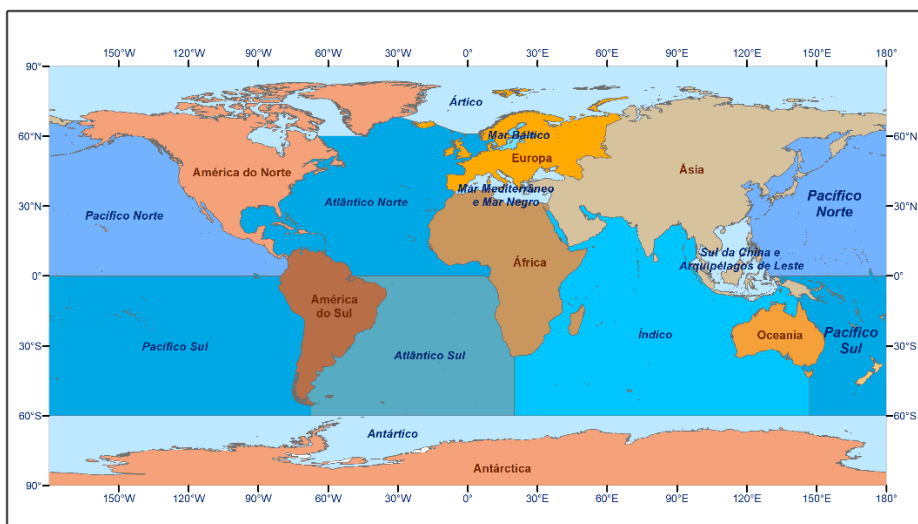 150°W 120°W 90°W 60°W 30°W 0° 30°E 60°E 90°E 120°E 150°E 180°
90° 90°
Ártico
60°N 60°N
Mar Báltico
Europa
América do Norte
Ásia
Mar Mediterrâneo
e Mar Negro
Pacífico
Norte
Atlântico Norte
Pacífico Norte
30°N 30°N
Sul da China e
Arquipélagos de Leste
África
0° 0°
América
do Sul
Índico
Oceania
Pacífico
Sul
Pacífico Sul
Atlântico Sul
30°S 30°S
60°S 60°S
Antártico
Antárctica
90° 90°
150°W 120°W 90°W 60°W 30°W 0° 30°E 60°E 90°E 120°E 150°E 180°